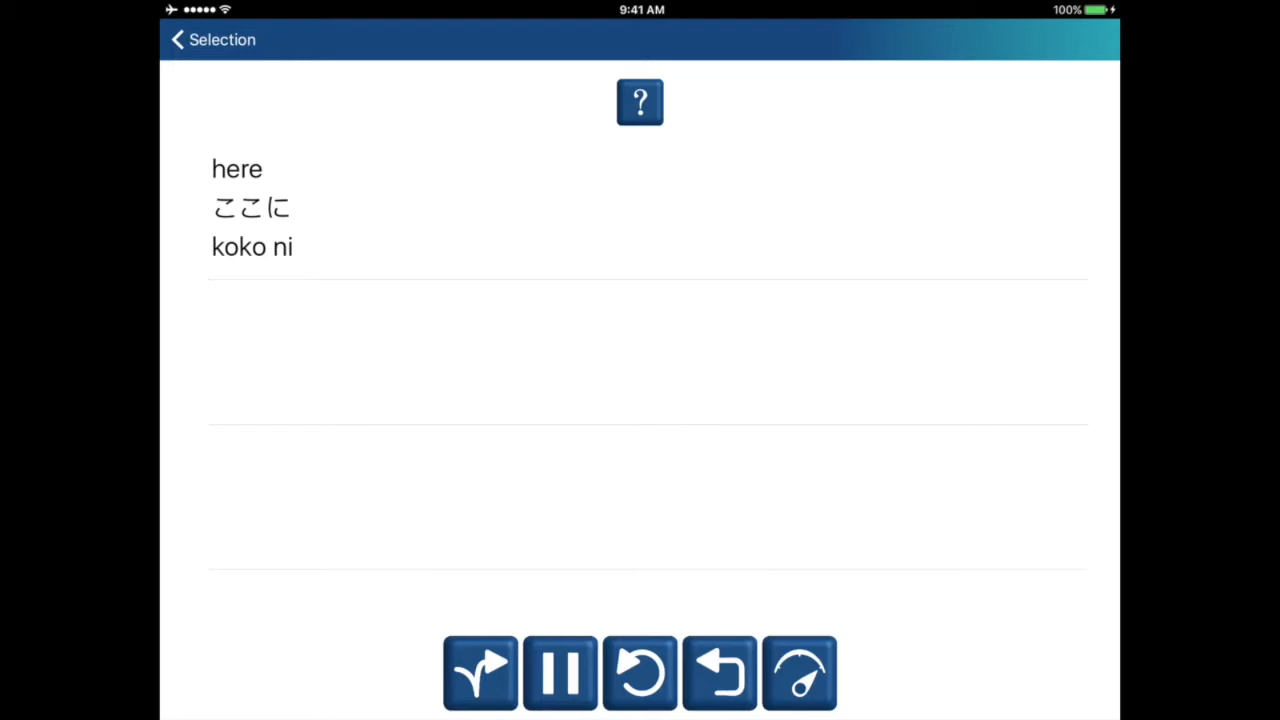 9:41 AM
100%
Selection
?
here
ここに
koko ni